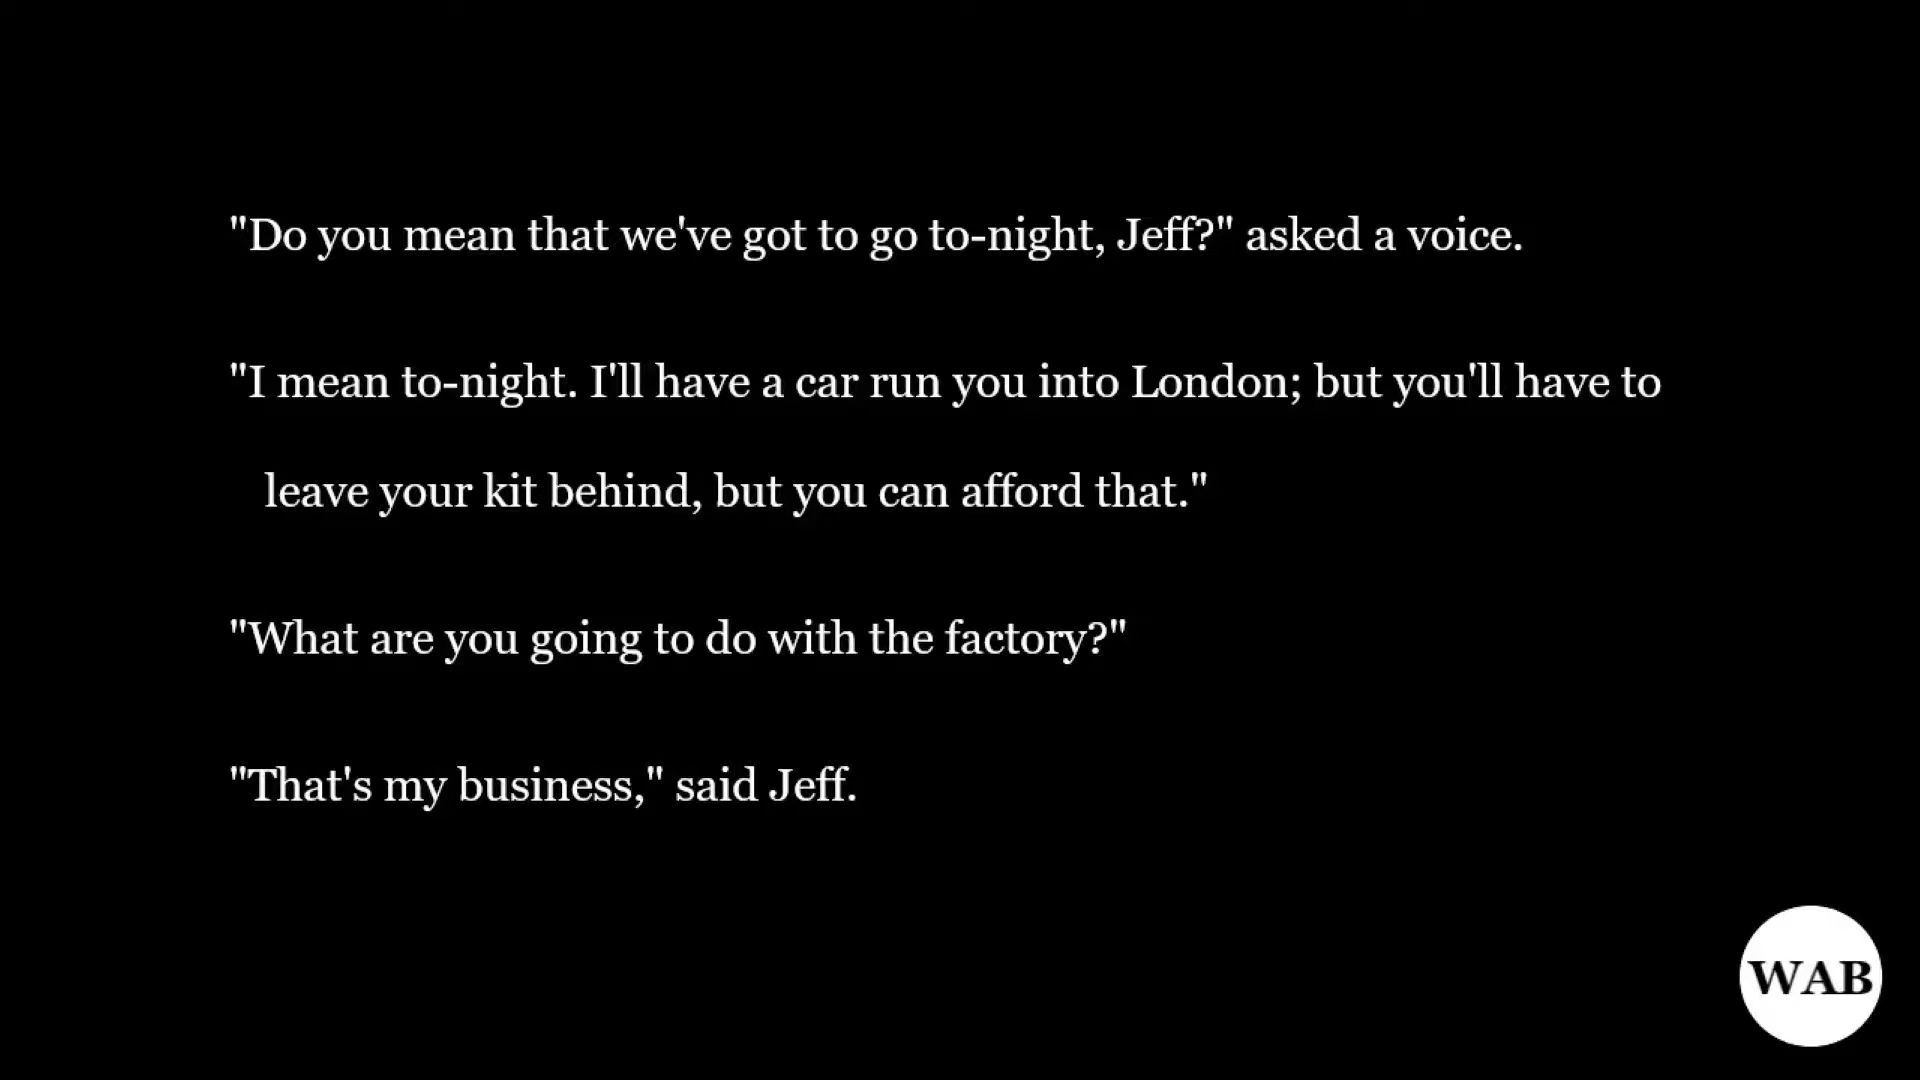 "Do you mean that we've got to go to-night, Jeff?" asked a voice.
"I mean to-night. I'll have a car run you into London; but you'll have to
leave your kit behind, but you can afford that."
"What are you going to do with the factory?"
"That's my business," said Jeff.
WAB